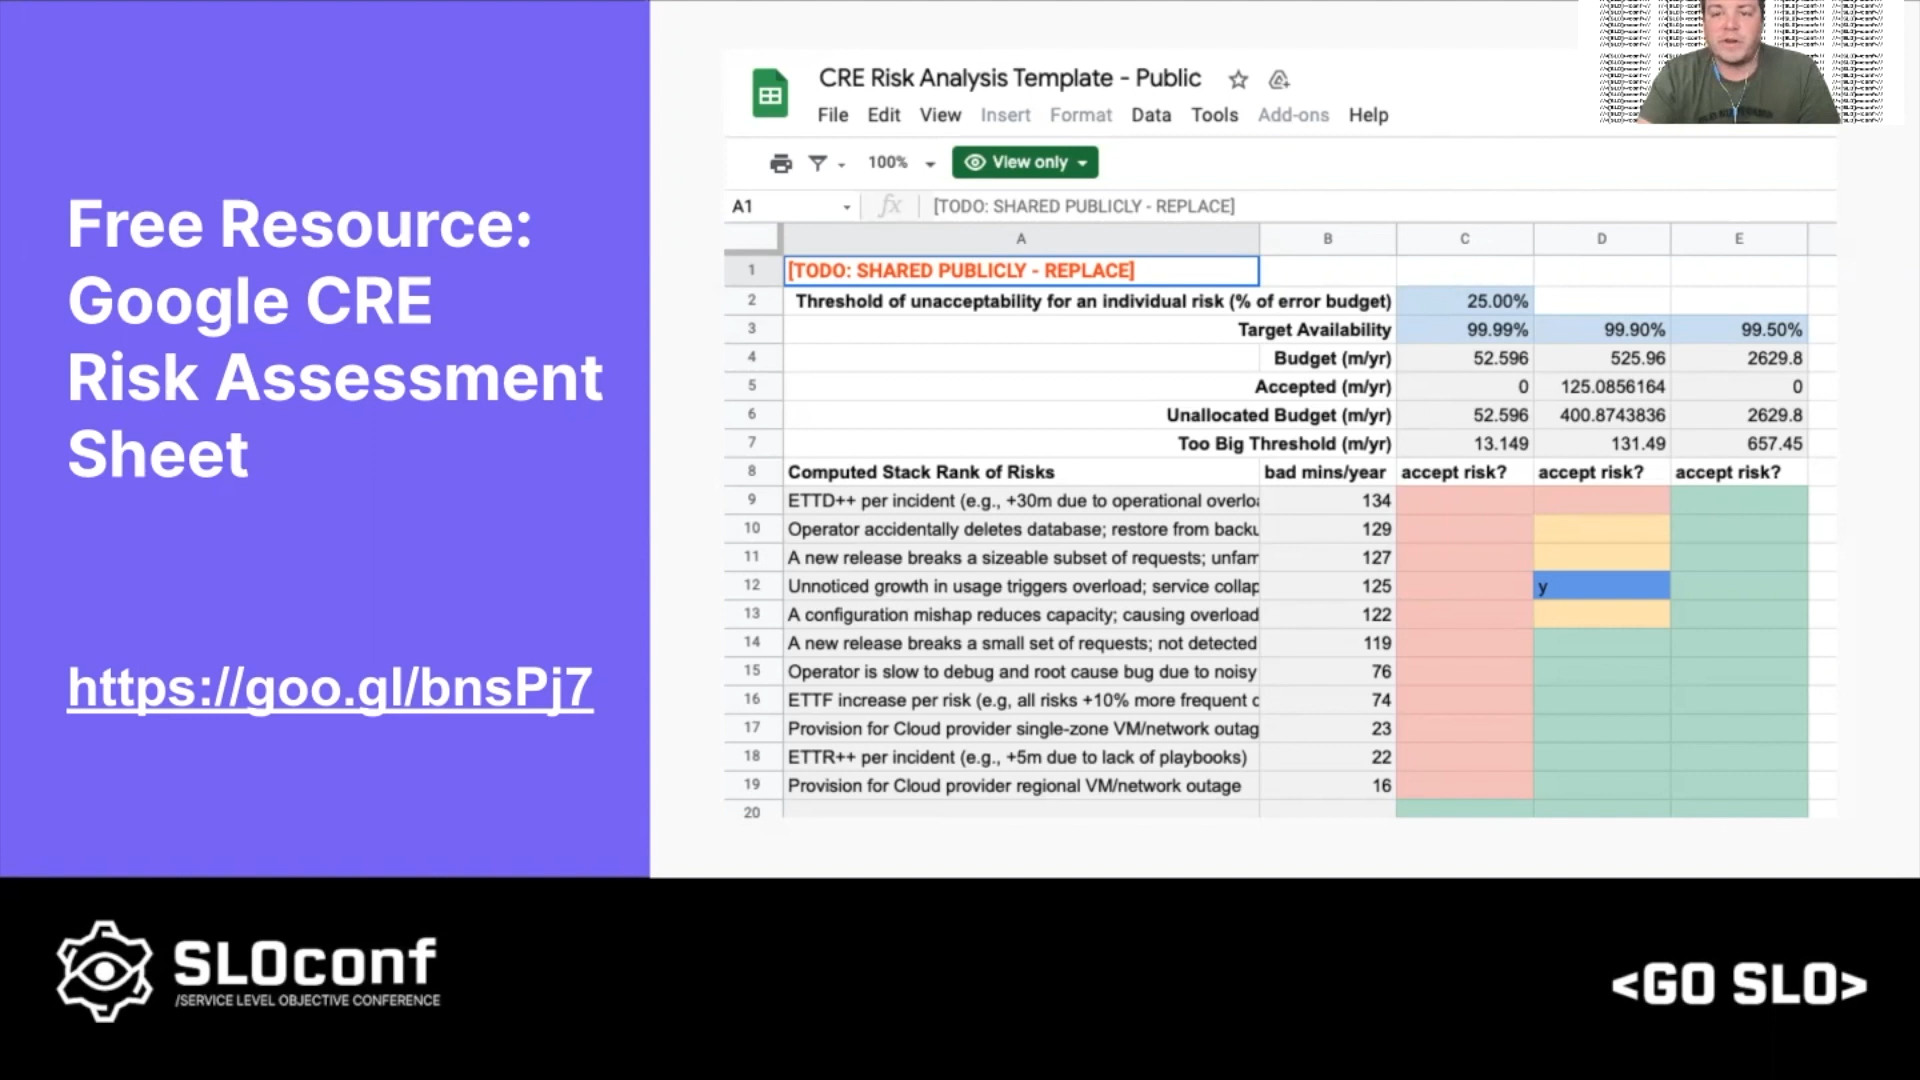 Free Resource:
Google CRE
Risk Assessment
Sheet
https://goo.gl/bnsPj7
CRE Risk Analysis Template - Public
File Edit View Insert Format Data Tools Add-ons Help
100% View only
A1 fx [TODO: SHARED PUBLICLY - REPLACE]
A B C D E
1 [TODO: SHARED PUBLICLY - REPLACE]
2 Threshold of unacceptability for an individual risk (% of error budget) 25.00%
3 Target Availability 99.99% 99.90% 99.50%
4 Budget (m/yr) 52.596 525.96 2629.8
5 Accepted (m/yr) 0 125.0856164 0
6 Unallocated Budget (m/yr) 52.596 400.8743836 2629.8
7 Too Big Threshold (m/yr) 13.149 131.49 657.45
8 Computed Stack Rank of Risks bad mins/year accept risk? accept risk? accept risk?
9 ETTD++ per incident (e.g., +30m due to operational overloa 134
10 Operator accidentally deletes database; restore from backu 129
11 A new release breaks a sizeable subset of requests; unfam 127
12 Unnoticed growth in usage triggers overload; service collap 125 y
13 A configuration mishap reduces capacity; causing overload 122
14 A new release breaks a small set of requests; not detected 119
15 Operator is slow to debug and root cause bug due to noisy 76
16 ETTF increase per risk (e.g, all risks +10% more frequent 74
17 Provision for Cloud provider single-zone VM/network outag 23
18 ETTR++ per incident (e.g., +5m due to lack of playbooks) 22
19 Provision for Cloud provider regional VM/network outage 16
20
SLOconf
/SERVICE LEVEL OBJECTIVE CONFERENCE
<GO SLO>